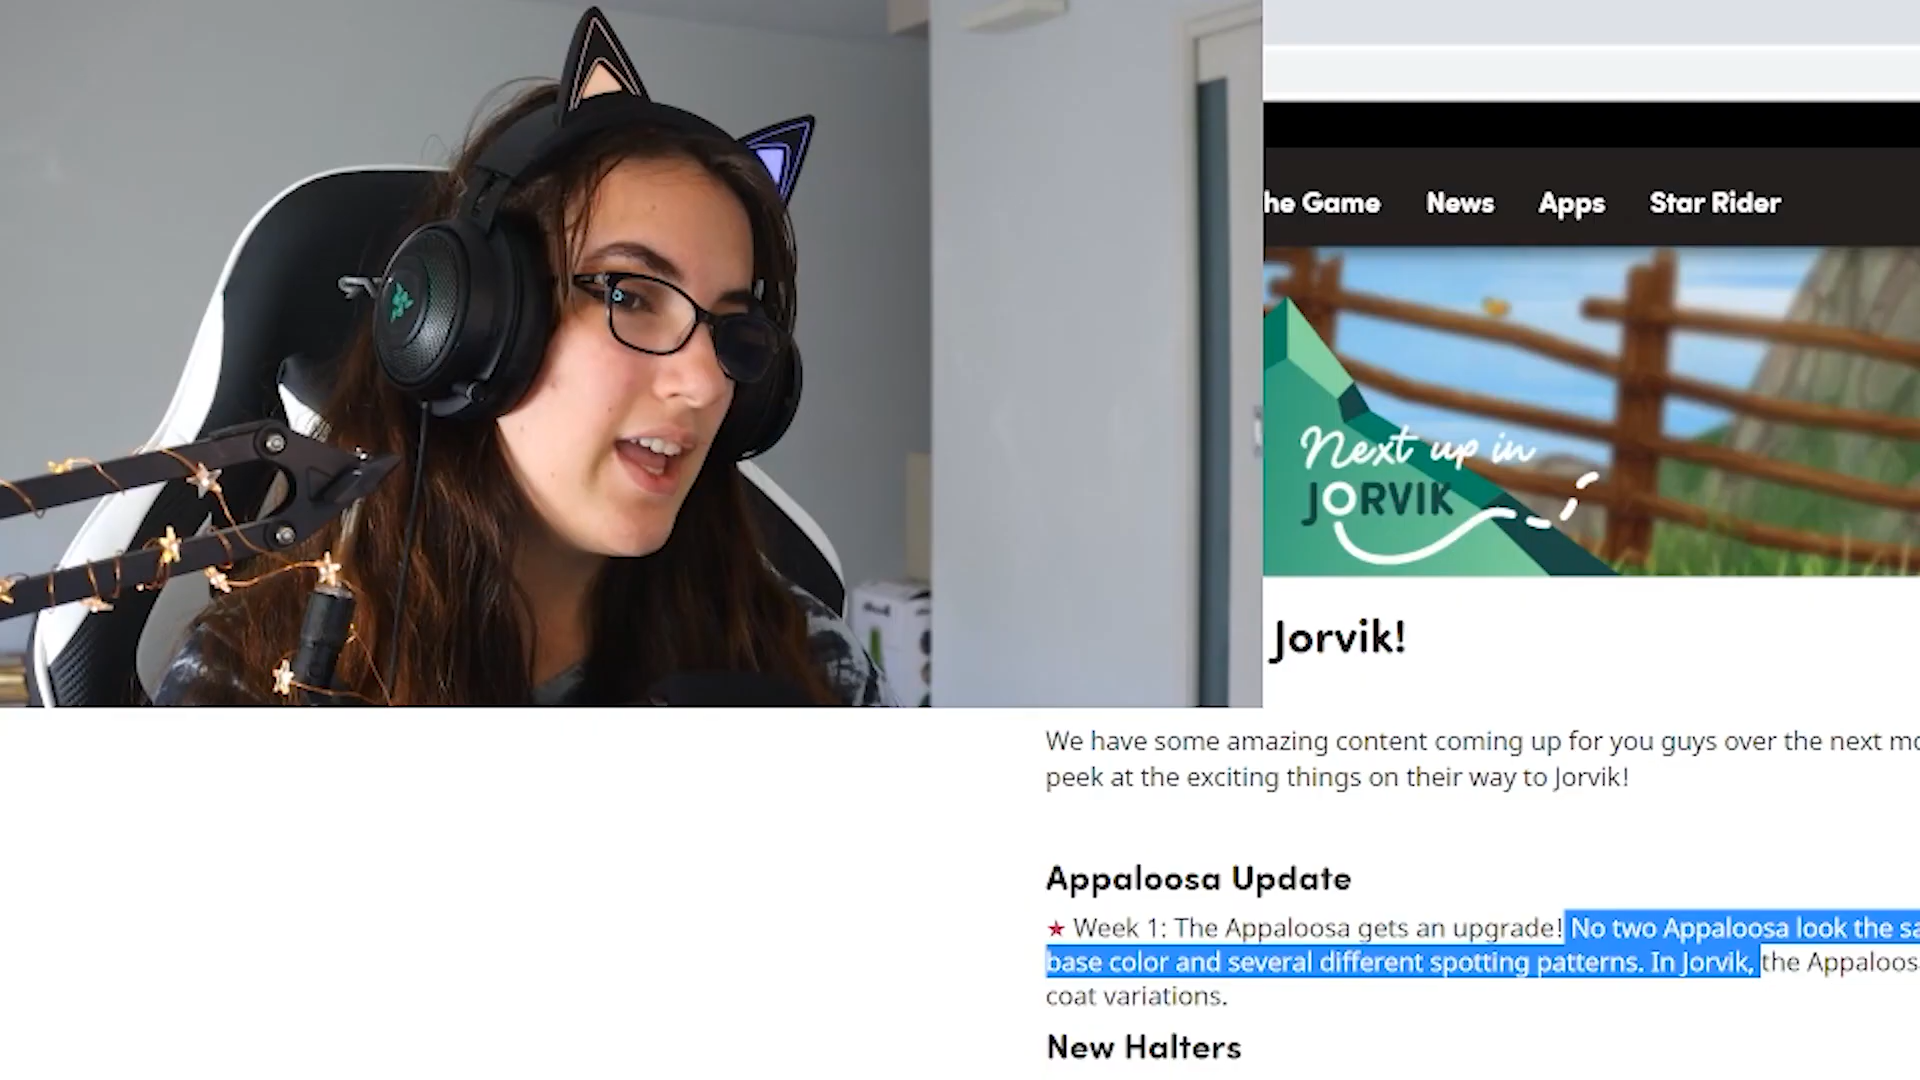 he Game News Apps Star Rider
Next up in
JORVIK
Jorvik!
We have some amazing content coming up for you guys over the next mo
peek at the exciting things on their way to Jorvik!
Appaloosa Update
★ Week 1: The Appaloosa gets an upgrade! No two Appaloosa look the sa
base color and several different spotting patterns. In Jorvik, the Appaloos
coat variations.
New Halters